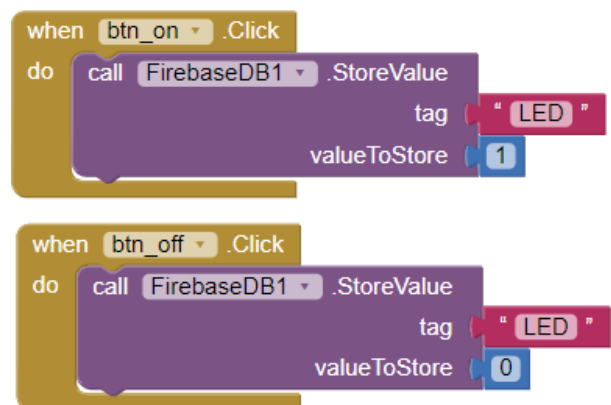 when btn_on .Click
do call FirebaseDB1 .StoreValue
tag " LED "
valueToStore 1
when btn_off .Click
do call FirebaseDB1 .StoreValue
tag " LED "
valueToStore 0